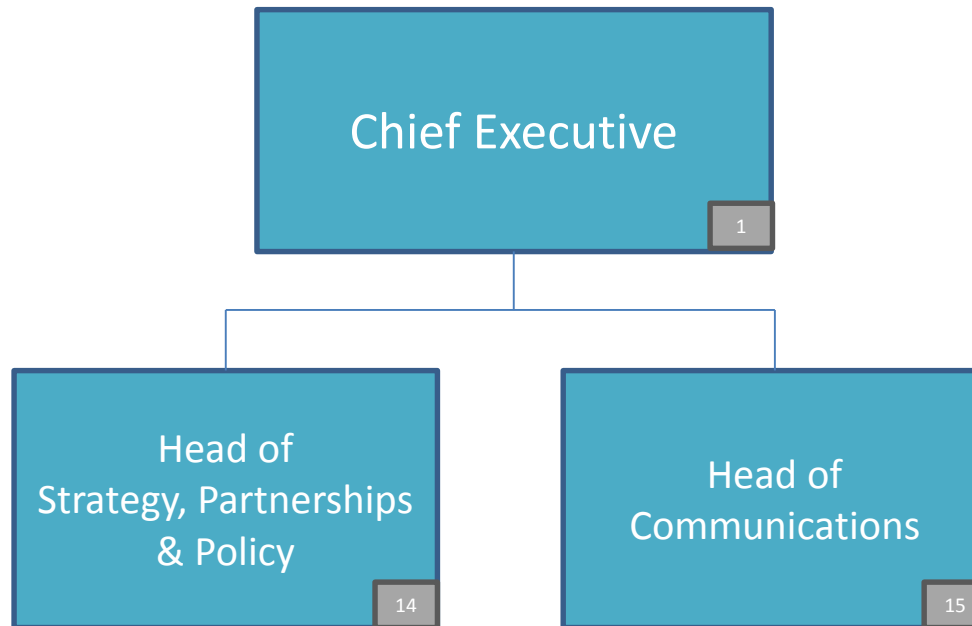 Chief Executive
1
Head of
Strategy, Partnerships
& Policy
14
Head of
Communications
15